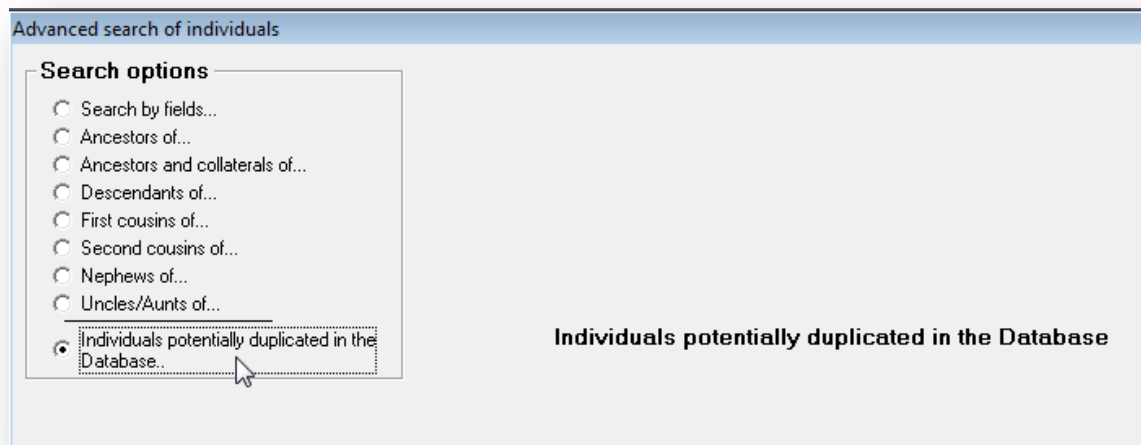 Advanced search of individuals
Search options
Search by fields...
Ancestors of...
Ancestors and collaterals of...
Descendants of...
First cousins of...
Second cousins of...
Nephews of...
Uncles/Aunts of...
Individuals potentially duplicated in the
Database..
Individuals potentially duplicated in the Database